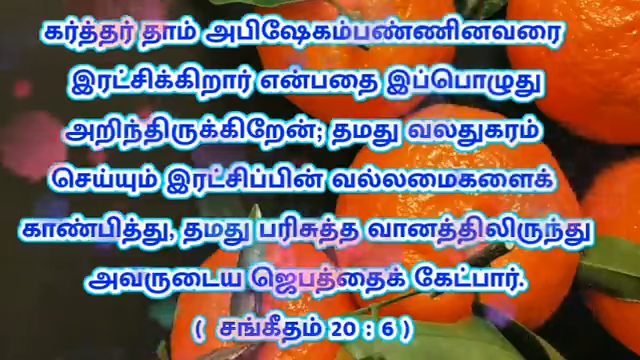 கர்த்தர் தாம் அபிஷேகம்பண்ணினவரை
இரட்சிக்கிறார் என்பதை இப்பொழுது
அறிந்திருக்கிறேன்; தமது வலதுகரம்
செய்யும் இரட்சிப்பின் வல்லமைகளைக்
காண்பித்து, தமது பரிசுத்த வானத்திலிருந்து
அவருடைய ஜெபத்தைக் கேட்பார்.
( சங்கீதம் 20 : 6 )